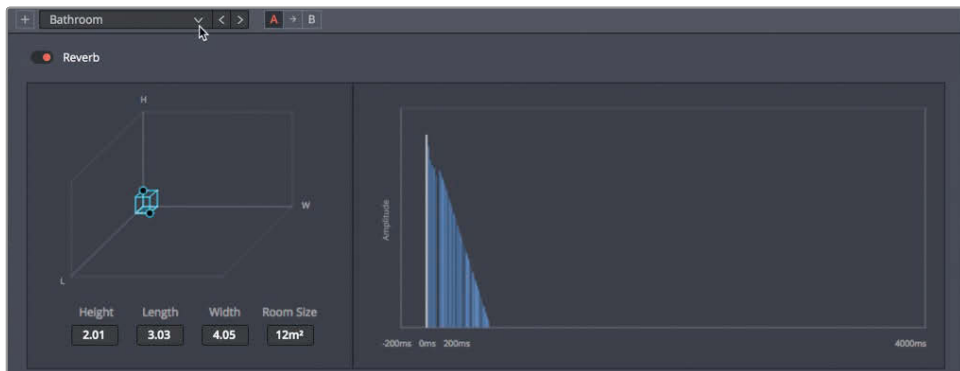 Bathroom
A B
Reverb
H
W
L
Height Length Width Room Size
2.01 3.03 4.05 12m²
Amplitude
-200ms 0ms 200ms 4000ms